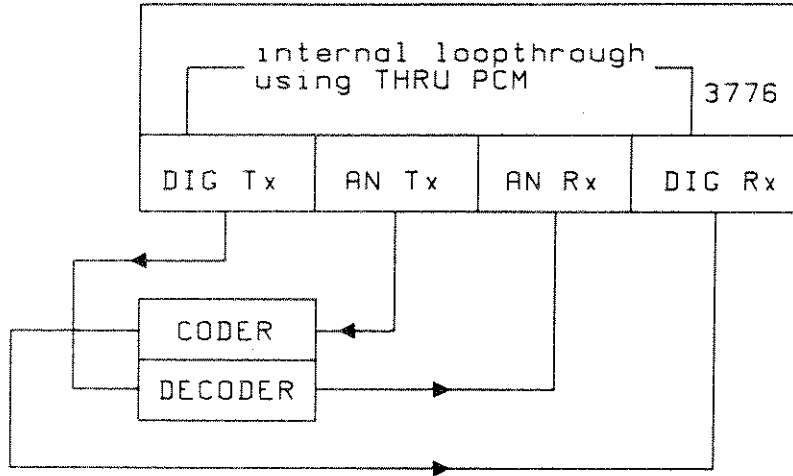 internal loopthrough
using THRU PCM
3776
DIG Tx
AN Tx
AN Rx
DIG Rx
CODER
DECODER